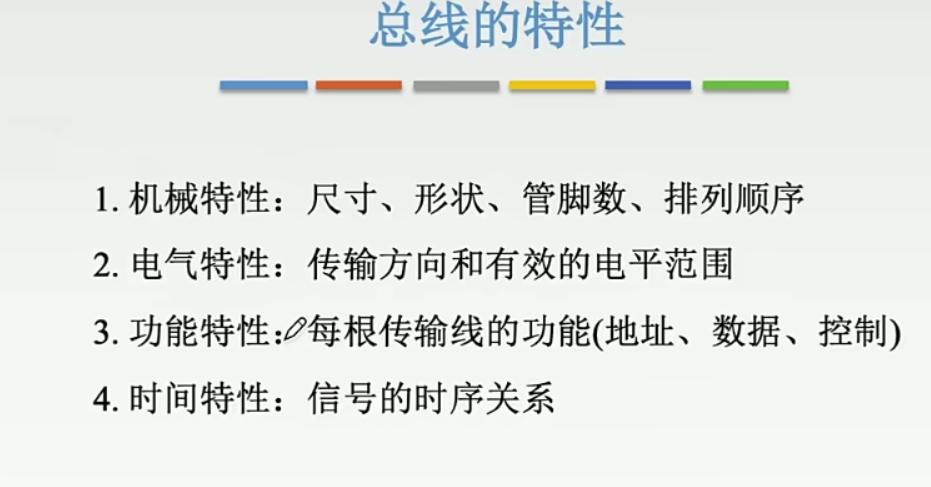 总线的特性
1. 机械特性：尺寸、形状、管脚数、排列顺序
2. 电气特性：传输方向和有效的电平范围
3. 功能特性:每根传输线的功能(地址、数据、控制)
4. 时间特性：信号的时序关系